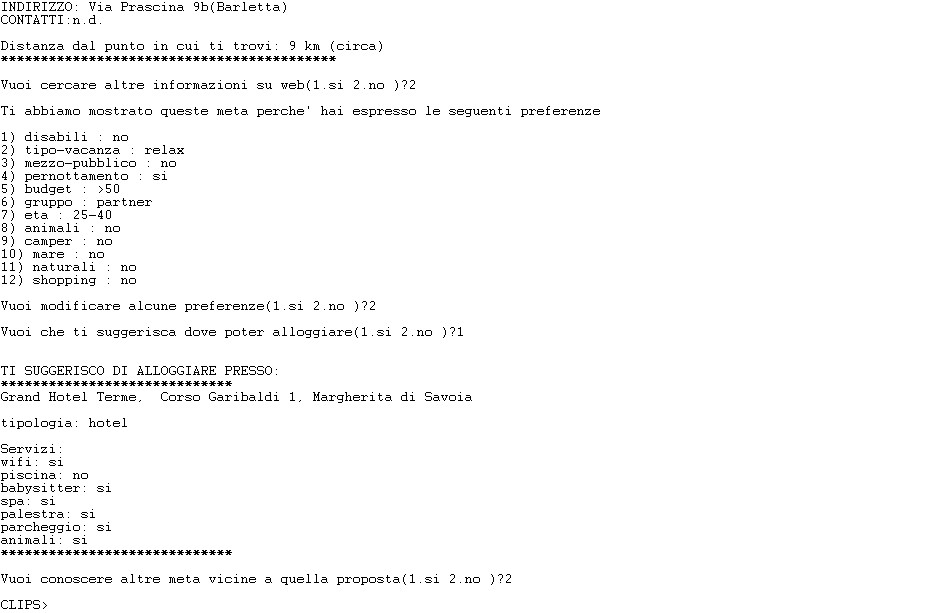 INDIRIZZO: Via Prascina 9b(Barletta)
CONTATTI:n.d.
Distanza dal punto in cui ti trovi: 9 km (circa)
******************************************
Vuoi cercare altre informazioni su web(1.si 2.no )?2
Ti abbiamo mostrato queste meta perche' hai espresso le seguenti preferenze
1) disabili : no
2) tipo-vacanza : relax
3) mezzo-pubblico : no
4) pernottamento : si
5) budget : >50
6) gruppo : partner
7) eta : 25-40
8) animali : no
9) camper : no
10) mare : no
11) naturali : no
12) shopping : no
Vuoi modificare alcune preferenze(1.si 2.no )?2
Vuoi che ti suggerisca dove poter alloggiare(1.si 2.no )?1
TI SUGGERISCO DI ALLOGGIARE PRESSO:
*****************************
Grand Hotel Terme,  Corso Garibaldi 1, Margherita di Savoia
tipologia: hotel
Servizi:
wifi: si
piscina: no
babysitter: si
spa: si
palestra: si
parcheggio: si
animali: si
*****************************
Vuoi conoscere altre meta vicine a quella proposta(1.si 2.no )?2
CLIPS>